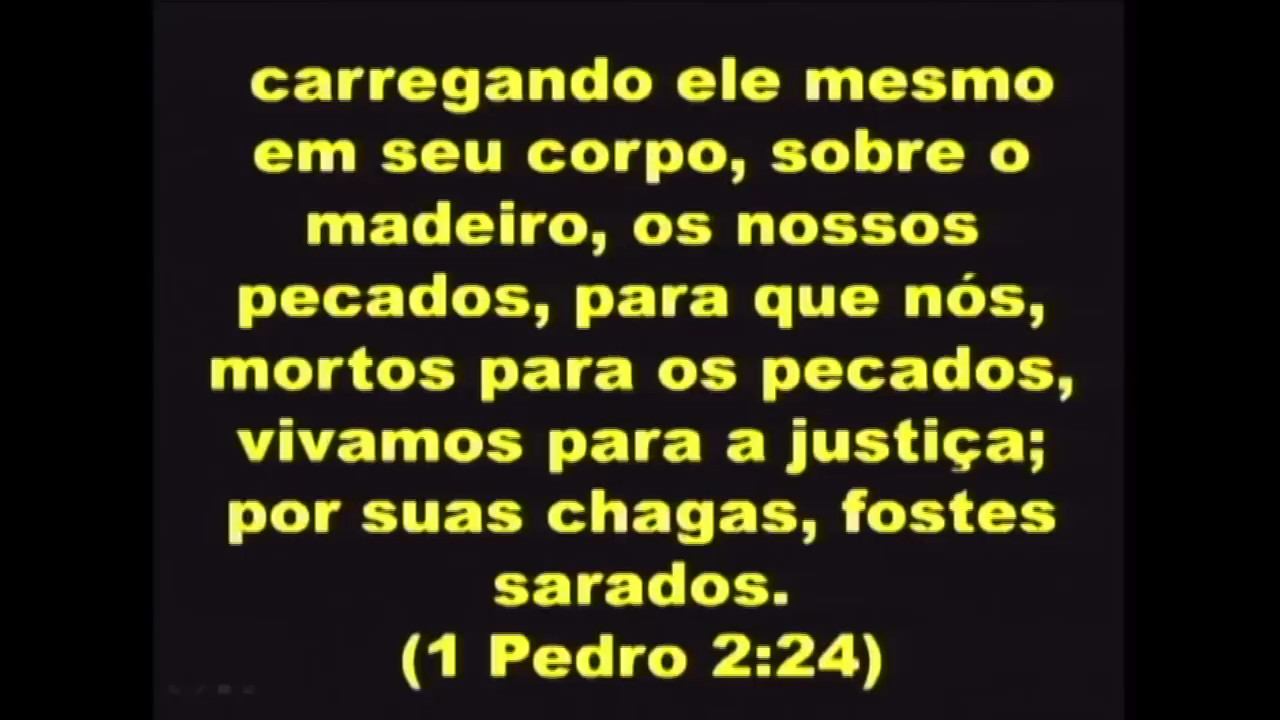 carregando ele mesmo
em seu corpo, sobre o
madeiro, os nossos
pecados, para que nós,
mortos para os pecados,
vivamos para a justiça;
por suas chagas, fostes
sarados.
(1 Pedro 2:24)